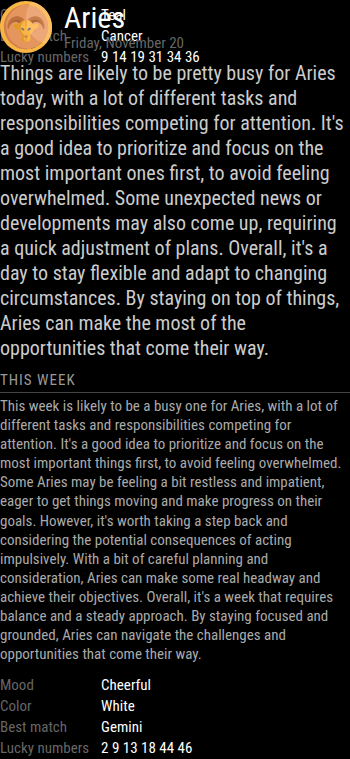 Aries
Teal
Friday, November 20
Cancer
Lucky numbers 9 14 19 31 34 36
Things are likely to be pretty busy for Aries
today, with a lot of different tasks and
responsibilities competing for attention. It's
a good idea to prioritize and focus on the
most important ones first, to avoid feeling
overwhelmed. Some unexpected news or
developments may also come up, requiring
a quick adjustment of plans. Overall, it's a
day to stay flexible and adapt to changing
circumstances. By staying on top of things,
Aries can make the most of the
opportunities that come their way.
THIS WEEK
This week is likely to be a busy one for Aries, with a lot of
different tasks and responsibilities competing for
attention. It's a good idea to prioritize and focus on the
most important things first, to avoid feeling overwhelmed.
Some Aries may be feeling a bit restless and impatient,
eager to get things moving and make progress on their
goals. However, it's worth taking a step back and
considering the potential consequences of acting
impulsively. With a bit of careful planning and
consideration, Aries can make some real headway and
achieve their objectives. Overall, it's a week that requires
balance and a steady approach. By staying focused and
grounded, Aries can navigate the challenges and
opportunities that come their way.
Mood Cheerful
Color White
Best match Gemini
Lucky numbers 2 9 13 18 44 46